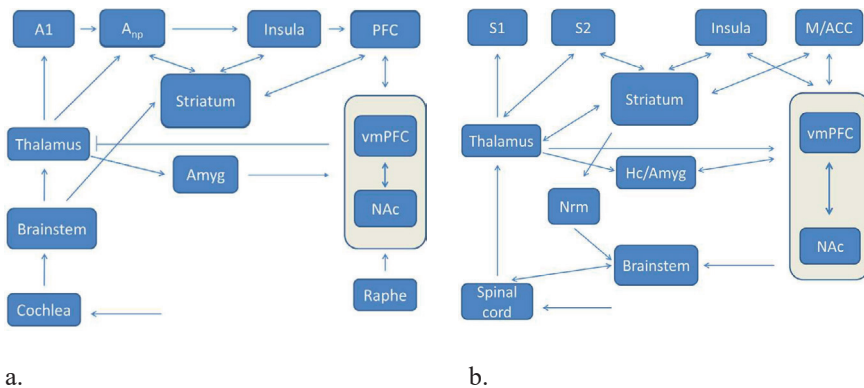 A1
Anp
Insula
PFC
Striatum
Thalamus
vmPFC
Amyg
NAc
Brainstem
Cochlea
Raphe
a.
S1
S2
Insula
M/ACC
Striatum
Thalamus
vmPFC
Hc/Amyg
Nrm
NAc
Brainstem
Spinal
cord
b.